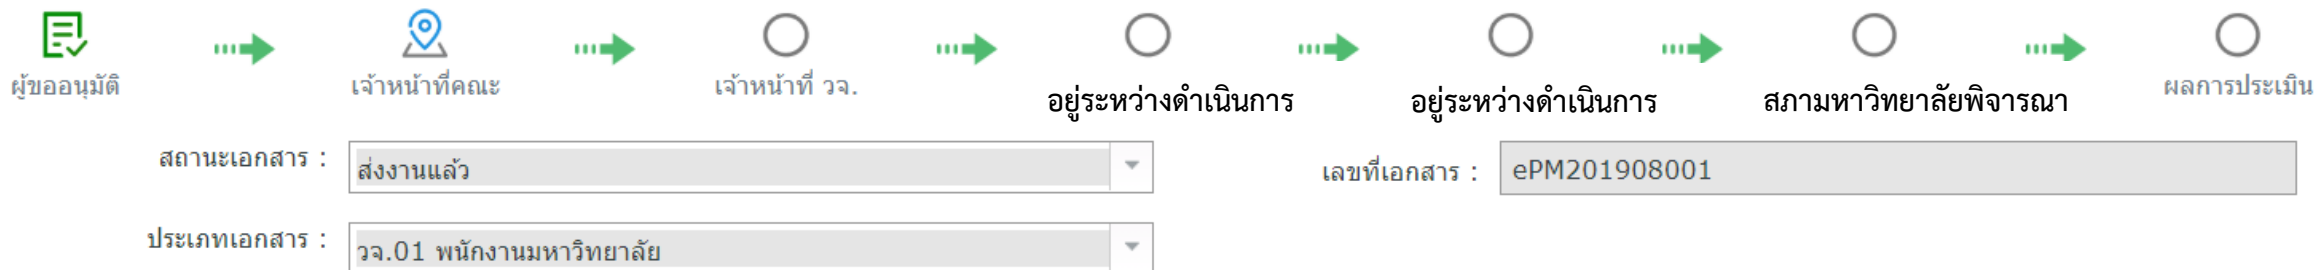 ผู้ขออนุมัติ เจ้าหน้าที่คณะ เจ้าหน้าที่ วจ. อยู่ระหว่างดำเนินการ อยู่ระหว่างดำเนินการ สภามหาวิทยาลัยพิจารณา ผลการประเมิน
สถานะเอกสาร : ส่งงานแล้ว เลขที่เอกสาร : ePM201908001
ประเภทเอกสาร : วจ.01 พนักงานมหาวิทยาลัย